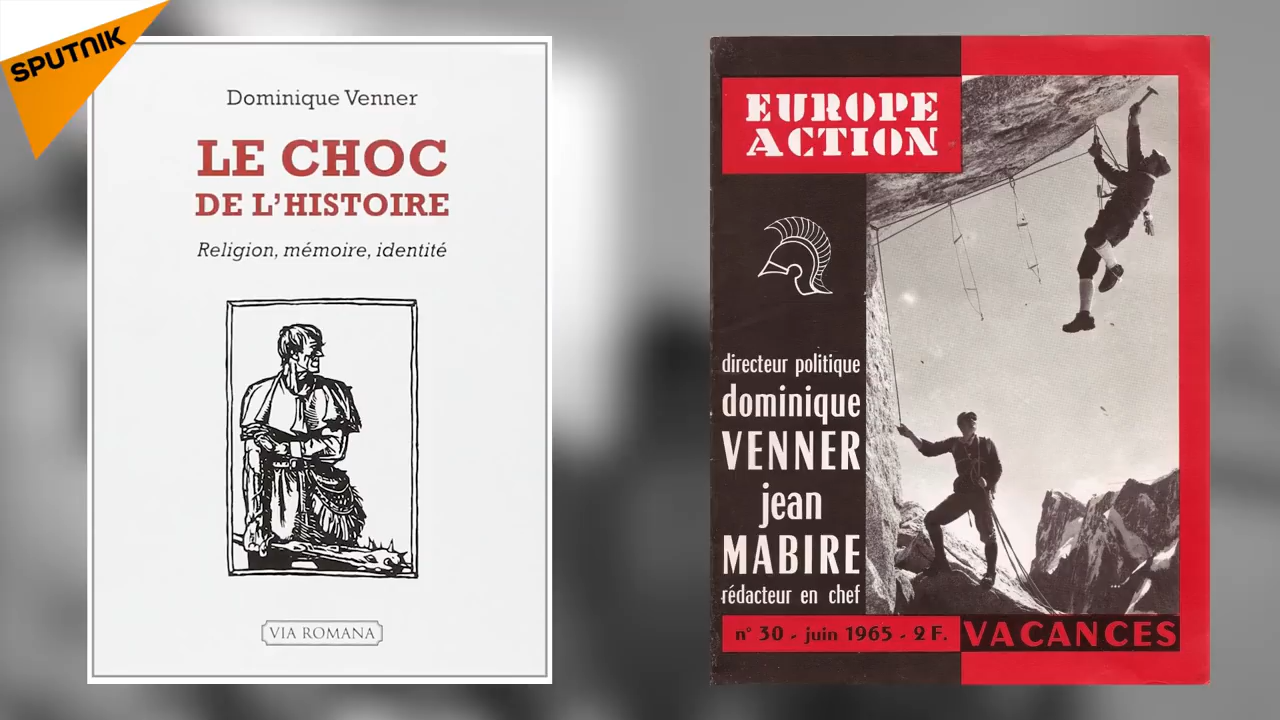 SPUTNIK
Dominique Venner
LE CHOC
DE L'HISTOIRE
Religion, mémoire, identité
VIA ROMANA
EUROPE
ACTION
directeur politique
dominique
VENNER
jean
MABIRE
rédacteur en chef
n° 30 - juin 1965 - 2 F.
VACANCES